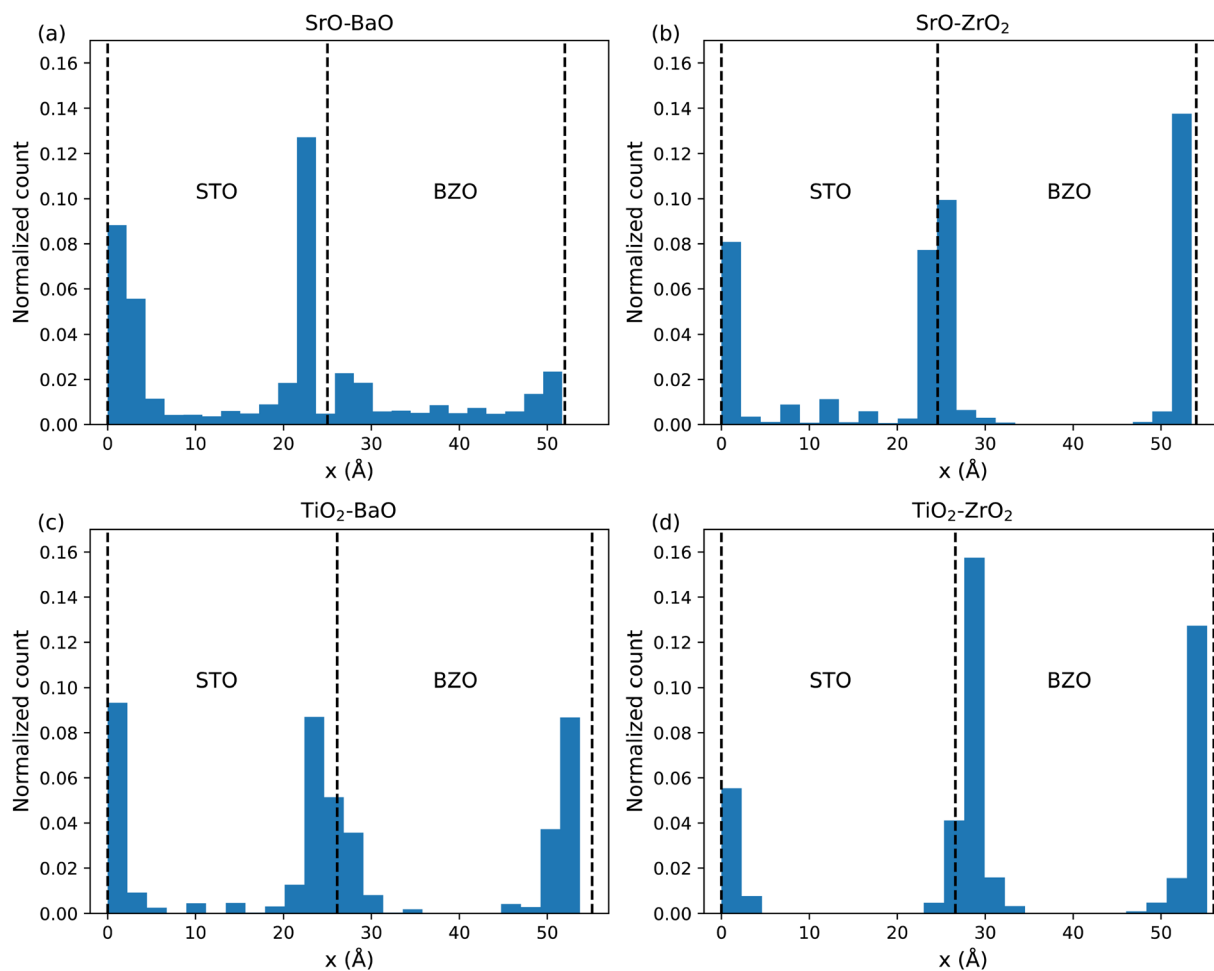 (a) SrO-BaO
0.16
0.14
0.12
0.10
0.08
0.06
0.04
0.02
0.00
Normalized count
STO
BZO
0 10 20 30 40 50
x (Å)
(b) SrO-ZrO₂
0.16
0.14
0.12
0.10
0.08
0.06
0.04
0.02
0.00
Normalized count
STO
BZO
0 10 20 30 40 50
x (Å)
(c) TiO₂-BaO
0.16
0.14
0.12
0.10
0.08
0.06
0.04
0.02
0.00
Normalized count
STO
BZO
0 10 20 30 40 50
x (Å)
(d) TiO₂-ZrO₂
0.16
0.14
0.12
0.10
0.08
0.06
0.04
0.02
0.00
Normalized count
STO
BZO
0 10 20 30 40 50
x (Å)